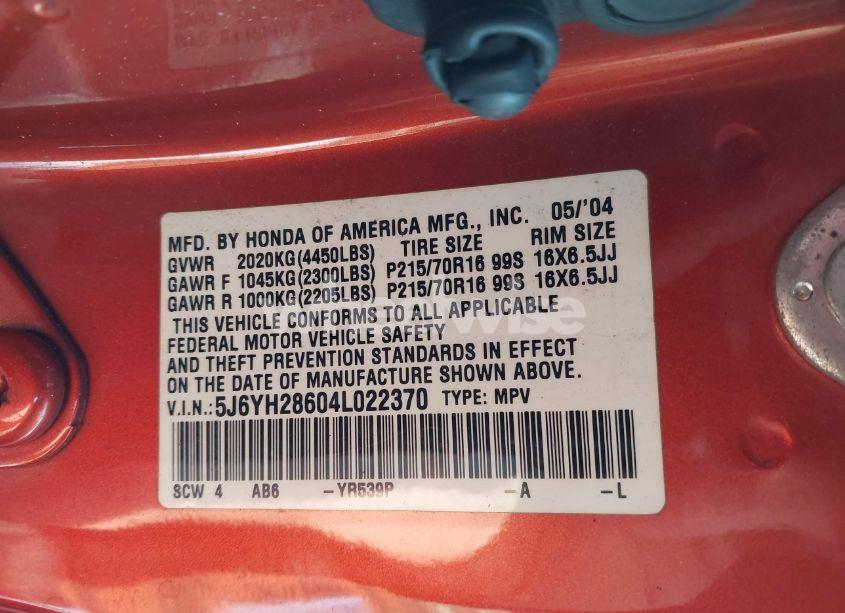 MFD. BY HONDA OF AMERICA MFG., INC. 05/'04
GVWR 2020KG(4450LBS) TIRE SIZE RIM SIZE
GAWR F 1045KG(2300LBS) P215/70R16 99S 16X6.5JJ
GAWR R 1000KG(2205LBS) P215/70R16 99S 16X6.5JJ
THIS VEHICLE CONFORMS TO ALL APPLICABLE
FEDERAL MOTOR VEHICLE SAFETY
AND THEFT PREVENTION STANDARDS IN EFFECT
ON THE DATE OF MANUFACTURE SHOWN ABOVE.
V.I.N.:5J6YH28604L022370 TYPE: MPV
SCW 4 AB6 -YR539P -A -L